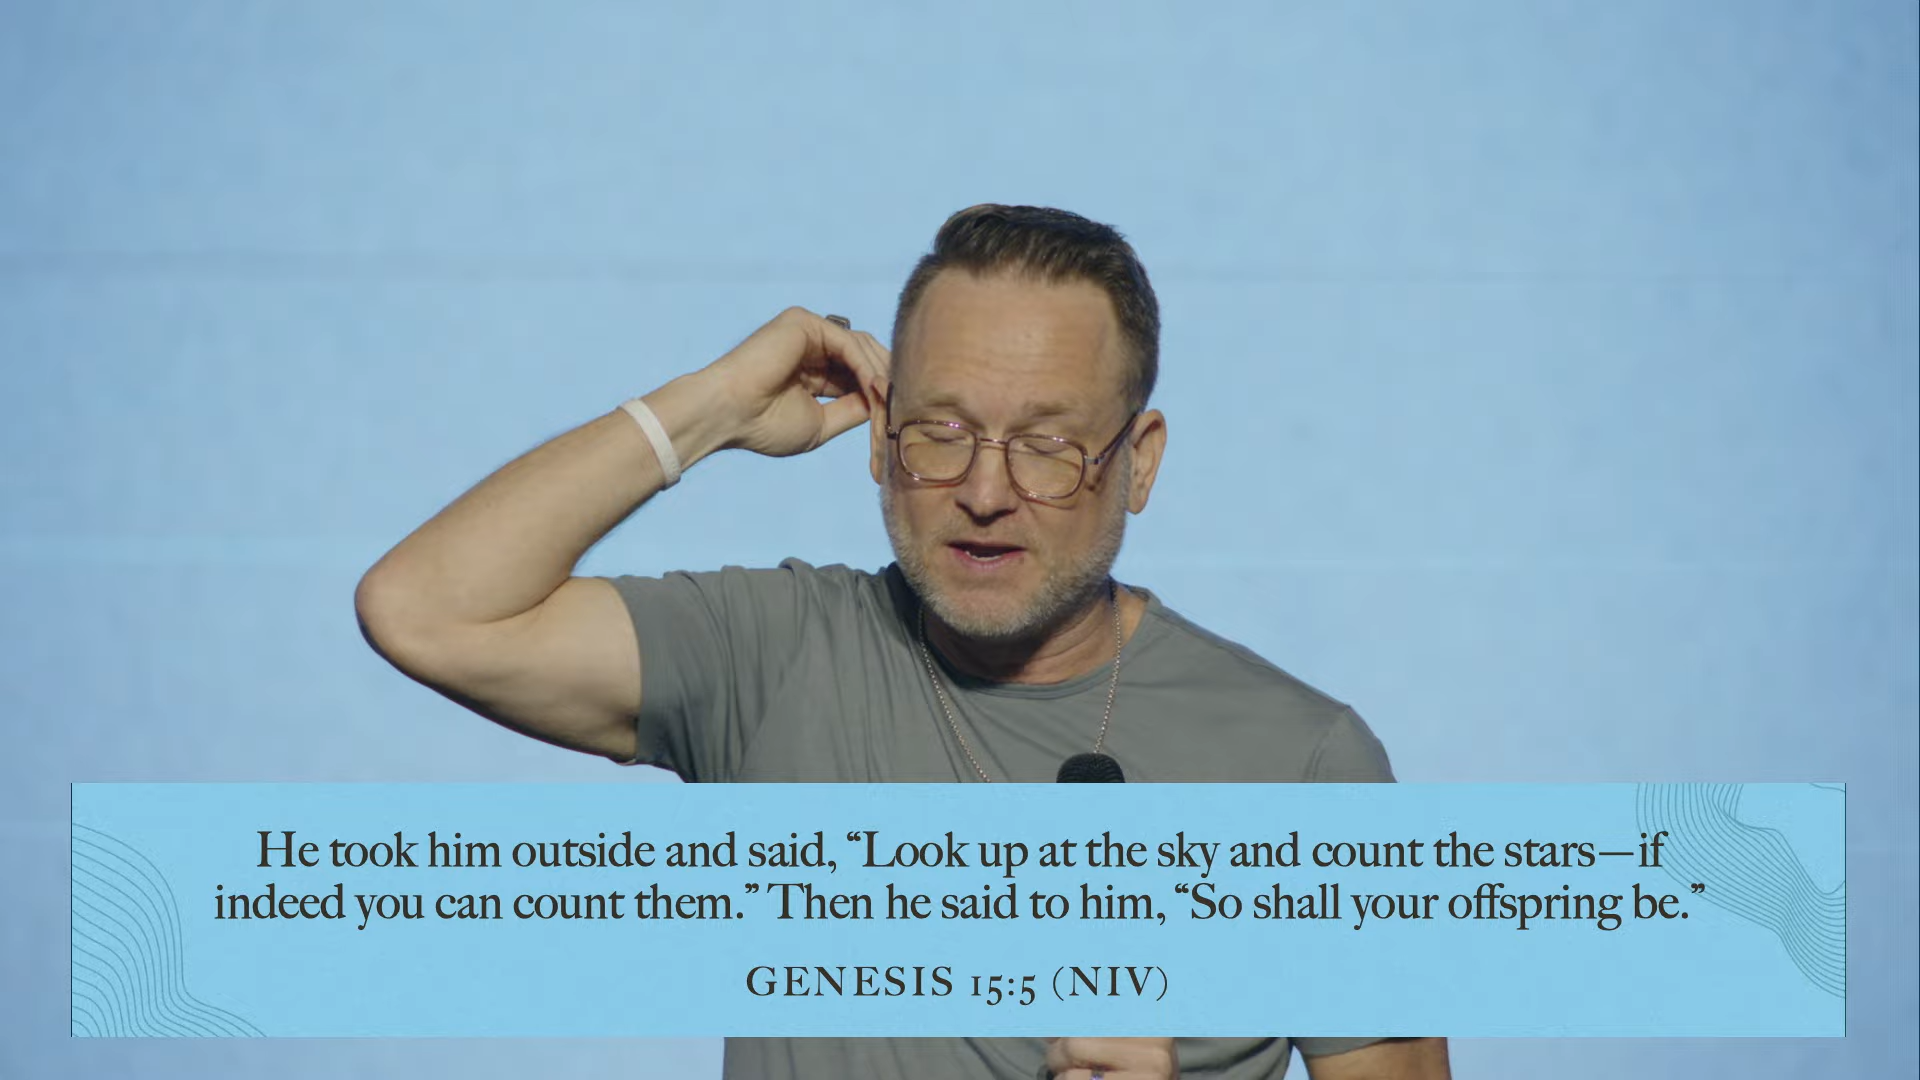 He took him outside and said, “Look up at the sky and count the stars—if
indeed you can count them.” Then he said to him, “So shall your offspring be.”
GENESIS 15:5 (NIV)